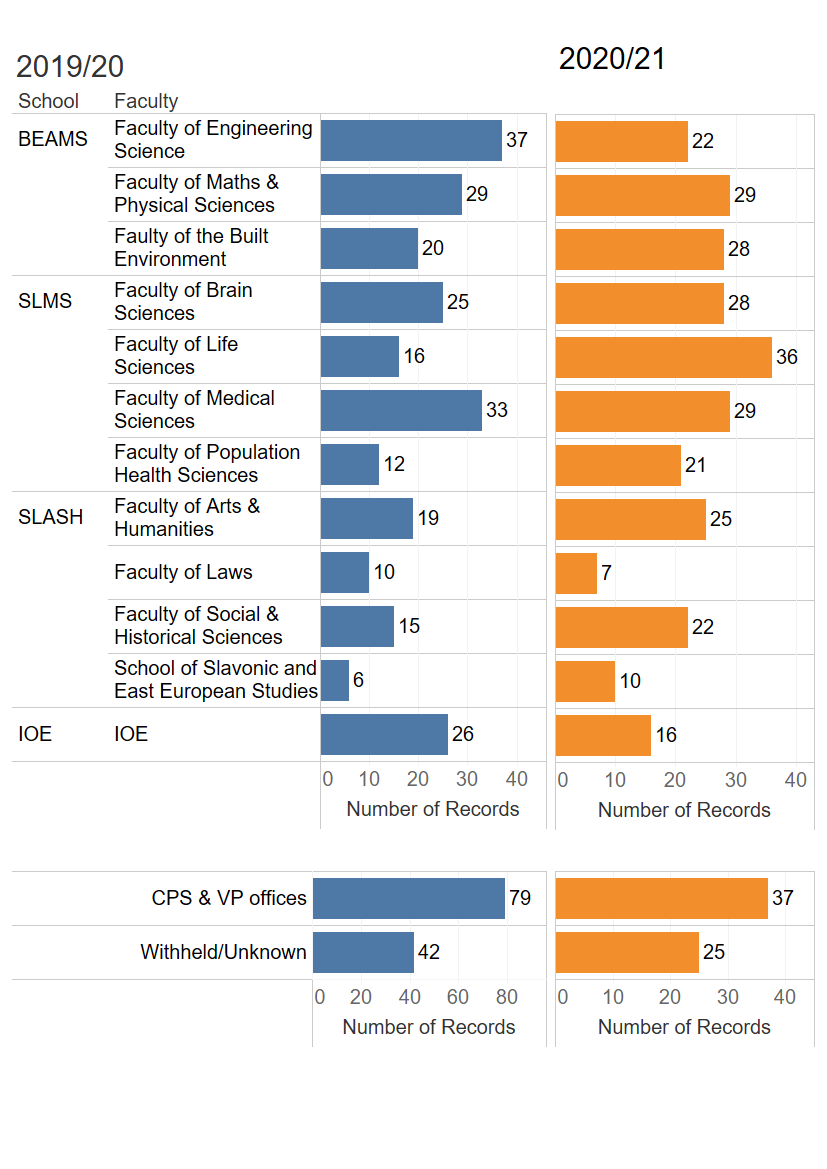 2019/20
2020/21
School Faculty
BEAMS
Faculty of Engineering
Science
37
22
Faculty of Maths &
Physical Sciences
29
29
Faulty of the Built
Environment
20
28
SLMS
Faculty of Brain
Sciences
25
28
Faculty of Life
Sciences
16
36
Faculty of Medical
Sciences
33
29
Faculty of Population
Health Sciences
12
21
SLASH
Faculty of Arts &
Humanities
19
25
Faculty of Laws
10
7
Faculty of Social &
Historical Sciences
15
22
School of Slavonic and
East European Studies
6
10
IOE
IOE
26
16
0 10 20 30 40
0 10 20 30 40
Number of Records
Number of Records
CPS & VP offices
79
37
Withheld/Unknown
42
25
0 20 40 60 80
0 10 20 30 40
Number of Records
Number of Records